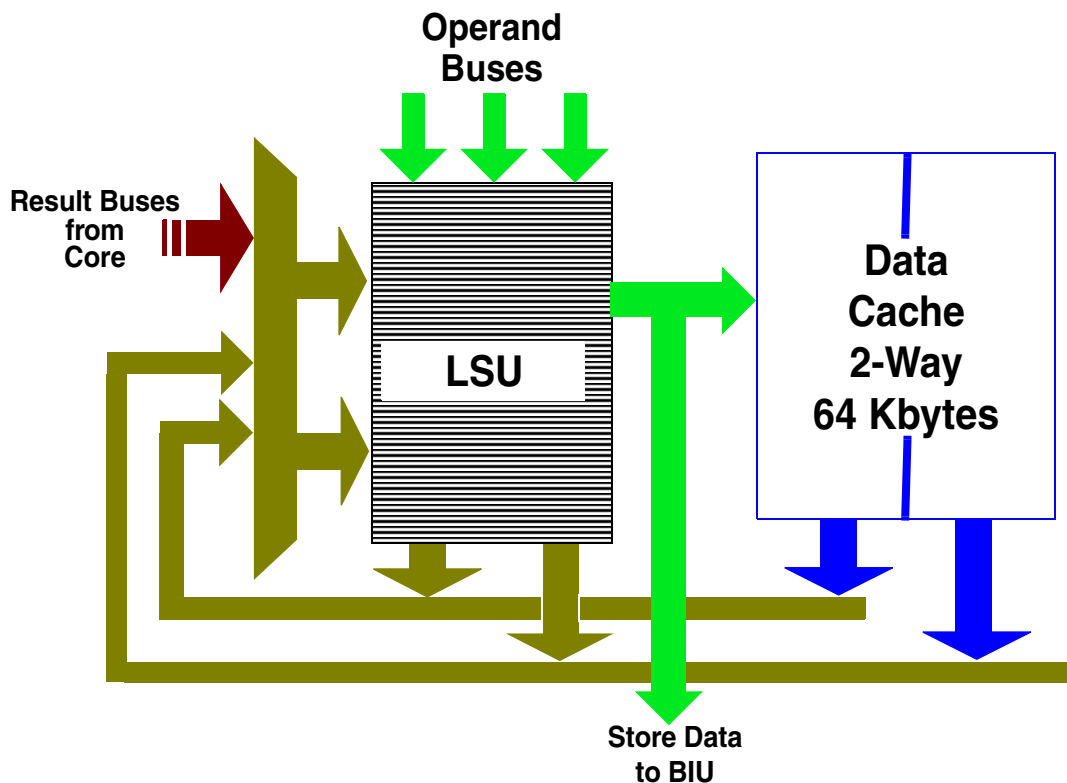 Operand
Buses
Result Buses
from
Core
Data
Cache
2-Way
64 Kbytes
LSU
Store Data
to BIU